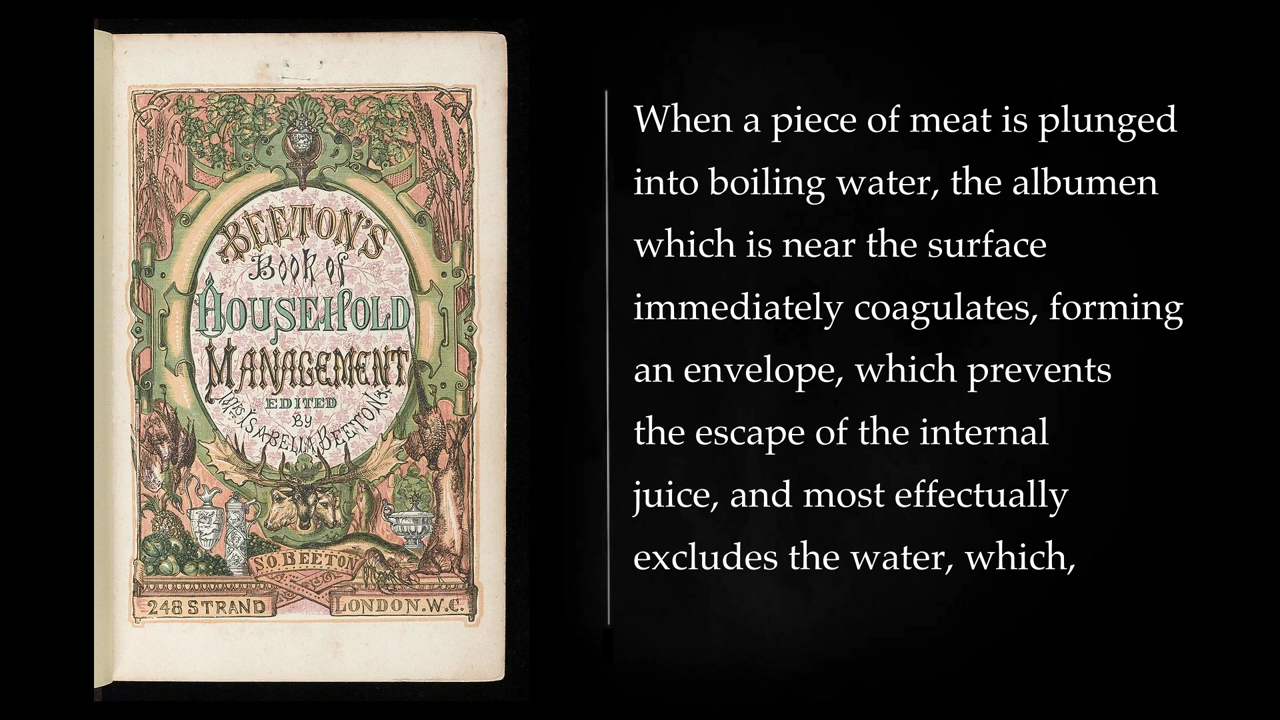 BEETON'S
Book of
HOUSEHOLD
MANAGEMENT
EDITED
By
MRS ISABELLA BEETON
S.O. BEETON
248 STRAND
LONDON. W.C.
When a piece of meat is plunged
into boiling water, the albumen
which is near the surface
immediately coagulates, forming
an envelope, which prevents
the escape of the internal
juice, and most effectually
excludes the water, which,